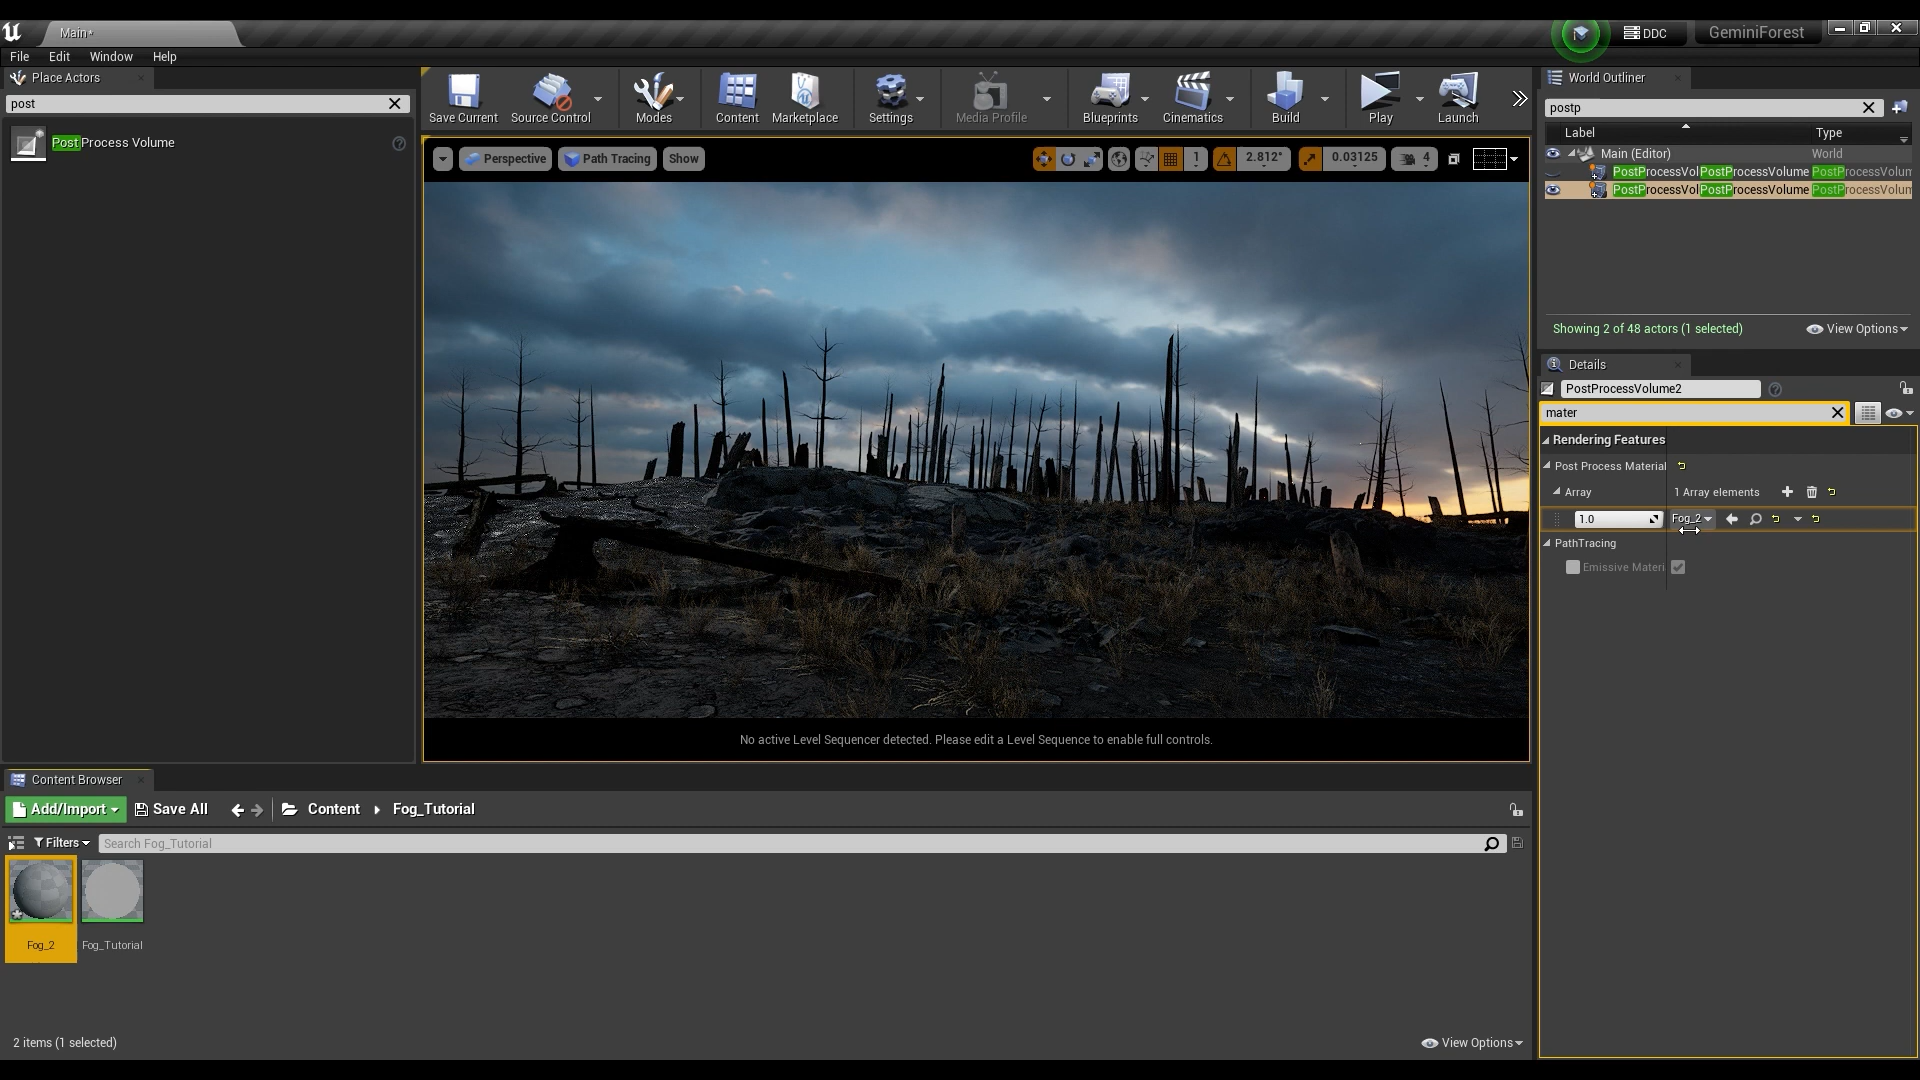 Main*
DDC
GeminiForest
File Edit Window Help
Place Actors
post
Post Process Volume
Save Current
Source Control
Modes
Content
Marketplace
Settings
Media Profile
Blueprints
Cinematics
Build
Play
Launch
Perspective
Path Tracing
Show
1
2.812°
0.03125
4
No active Level Sequencer detected. Please edit a Level Sequence to enable full controls.
World Outliner
postp
Label Type
Main (Editor) World
PostProcessVol PostProcessVolume PostProcessVolum
PostProcessVol PostProcessVolume PostProcessVolum
Showing 2 of 48 actors (1 selected)
View Options
Details
PostProcessVolume2
mater
Rendering Features
Post Process Material
Array 1 Array elements
1.0 Fog_2
PathTracing
Emissive Materi
Content Browser
Add/Import
Save All
Content
Fog_Tutorial
Filters
Search Fog_Tutorial
Fog_2
Fog_Tutorial
2 items (1 selected)
View Options